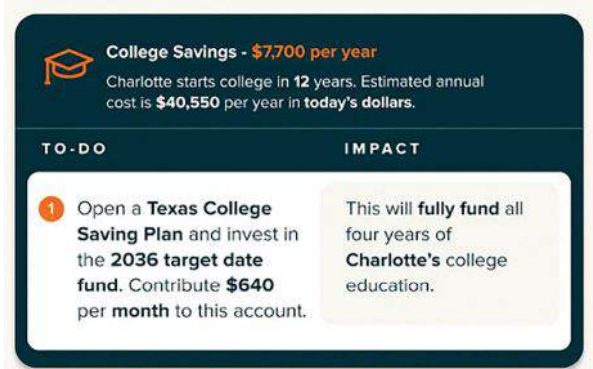 College Savings - $7,700 per year
Charlotte starts college in 12 years. Estimated annual
cost is $40,550 per year in today's dollars.
TO-DO
IMPACT
1
Open a Texas College
Saving Plan and invest in
the 2036 target date
fund. Contribute $640
per month to this account.
This will fully fund all
four years of
Charlotte's college
education.